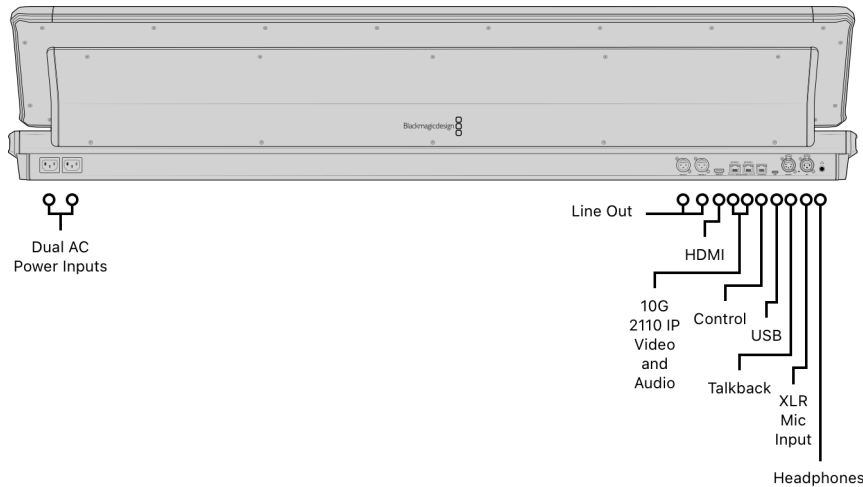 Blackmagicdesign
Dual AC
Power Inputs
Line Out
HDMI
10G
2110 IP
Video
and
Audio
Control
USB
Talkback
XLR
Mic
Input
Headphones